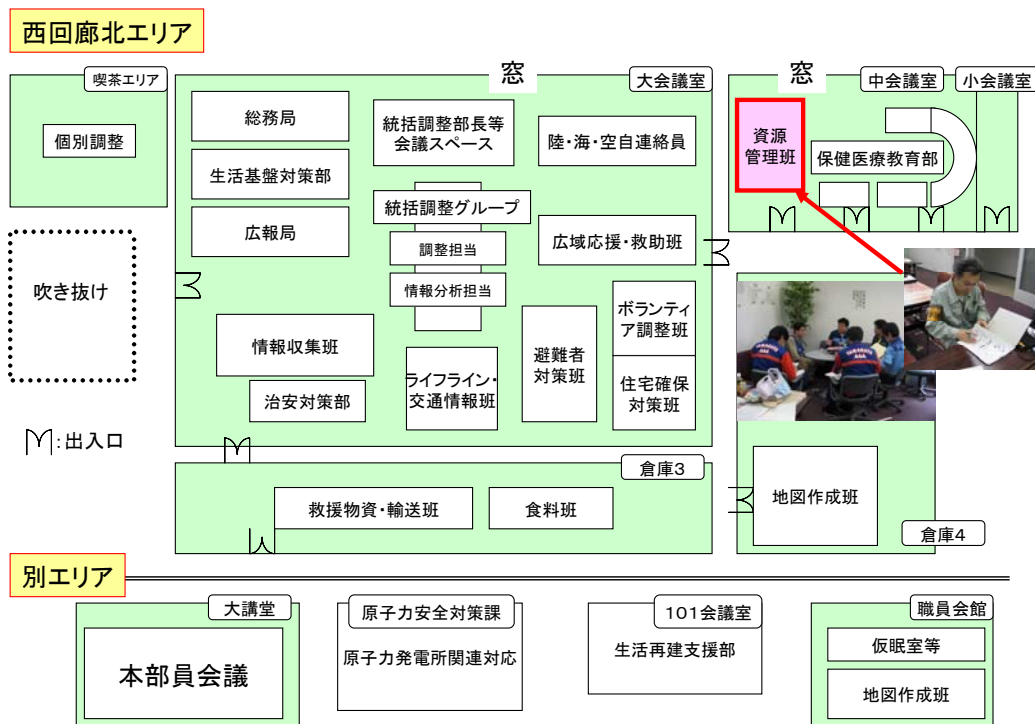 西回廊北エリア
喫茶エリア
個別調整
吹き抜け
:出入口
窓
大会議室
総務局
統括調整部長等
会議スペース
陸・海・空自連絡員
生活基盤対策部
統括調整グループ
広報局
調整担当
広域応援・救助班
情報分析担当
ボランティ
ア調整班
情報収集班
避難者
対策班
ライフライン・
交通情報班
住宅確保
対策班
治安対策部
窓
中会議室
小会議室
資源
管理班
保健医療教育部
倉庫3
救援物資・輸送班
食料班
地図作成班
倉庫4
別エリア
大講堂
本部員会議
原子力安全対策課
原子力発電所関連対応
101会議室
生活再建支援部
職員会館
仮眠室等
地図作成班